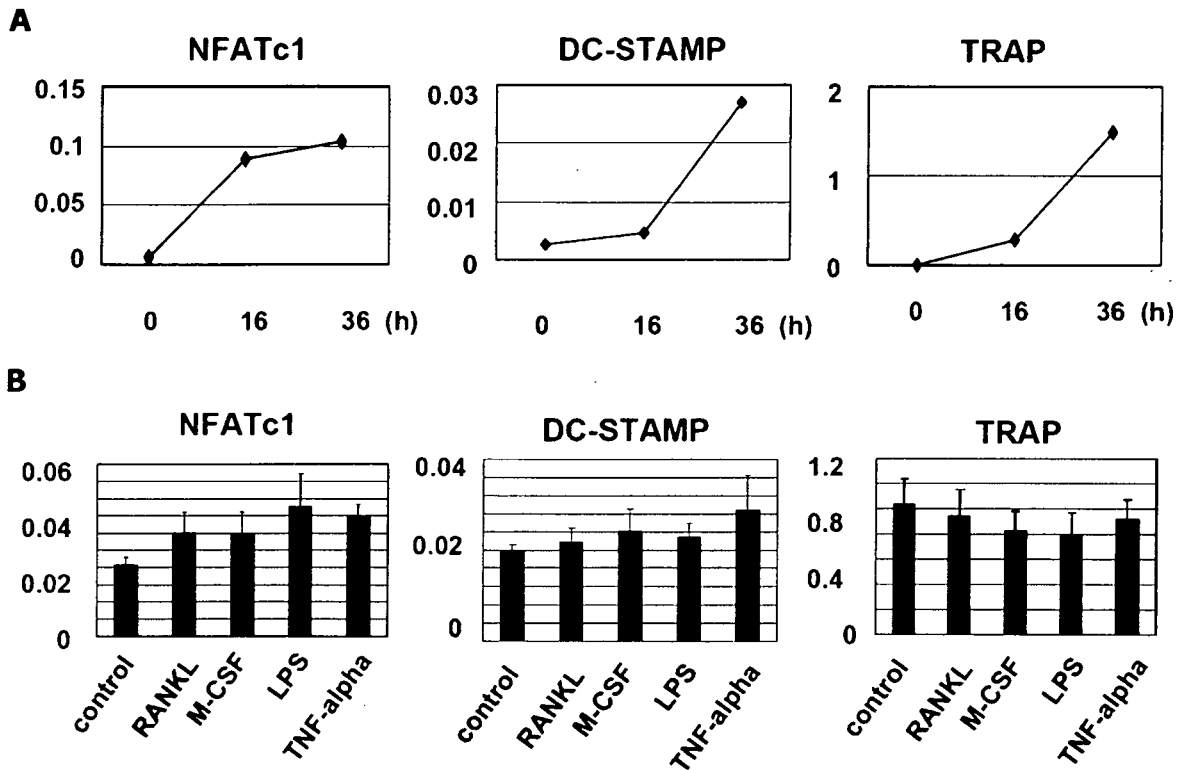 A
NFATc1
DC-STAMP
TRAP
0.15
0.1
0.05
0
0 16 36 (h)
0.03
0.02
0.01
0
0 16 36 (h)
2
1
0
0 16 36 (h)
B
NFATc1
DC-STAMP
TRAP
0.06
0.04
0.02
0
control
RANKL
M-CSF
LPS
TNF-alpha
0.04
0.02
0
control
RANKL
M-CSF
LPS
TNF-alpha
1.2
0.8
0.4
0
control
RANKL
M-CSF
LPS
TNF-alpha